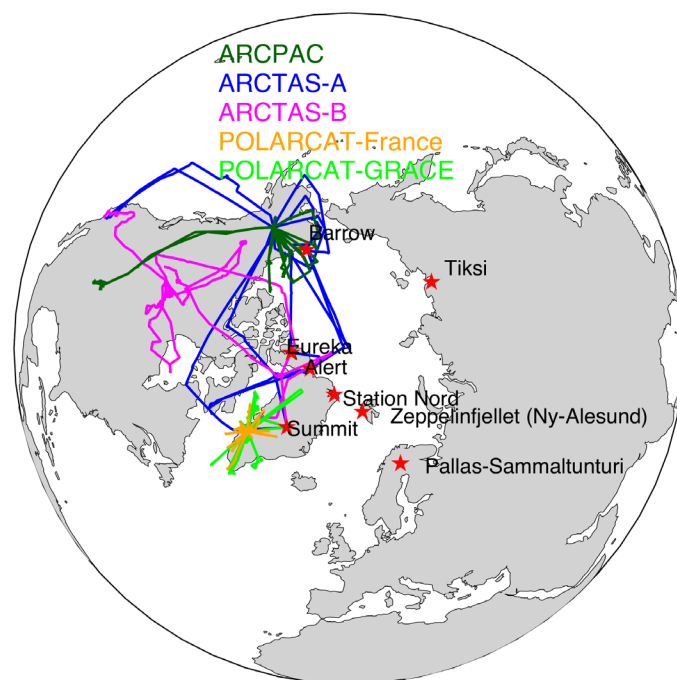 ARCPAC
ARCTAS-A
ARCTAS-B
POLARCAT-France
POLARCAT-GRACE
Barrow
Tiksi
Eureka
Alert
Station Nord
Zeppelinfjellet (Ny-Alesund)
Summit
Pallas-Sammaltunturi